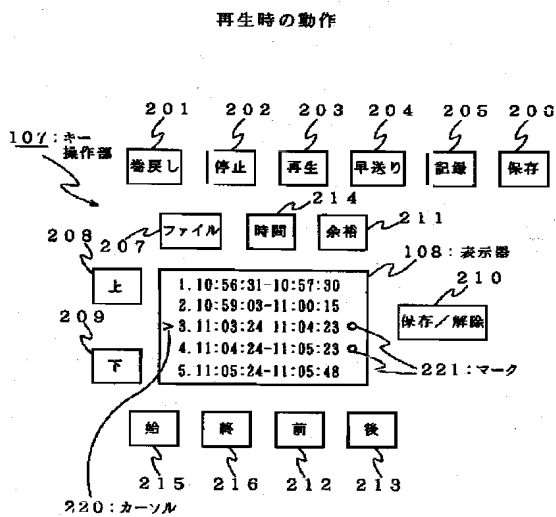 再生時の動作
201 202 203 204 205 206
107:キー
操作部
巻戻し 停止 再生 早送り 記録 保存
214
ファイル 時間 余裕 211
207
208 108:表示器
上 210
1.10:56:31-10:57:30
2.10:59:03-11:00:15
保存/解除
>3.11:03:24 11:04:23○
209
下 4.11:04:24-11:05:23○
221:マーク
5.11:05:24-11:05:48
始 終 前 後
215 216 212 213
220:カーソル